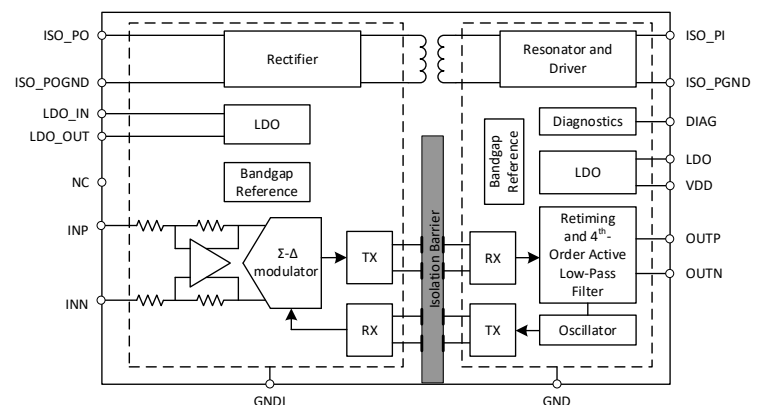 ISO_PO
Rectifier
Resonator and
Driver
ISO_PI
ISO_POGND
ISO_PGND
LDO_IN
LDO
LDO_OUT
Diagnostics
DIAG
Bandgap
Reference
LDO
LDO
VDD
NC
Bandgap
Reference
INP
Σ-Δ
modulator
TX
Isolation Barrier
RX
Retiming
and 4th-
Order Active
Low-Pass
Filter
OUTP
OUTN
INN
RX
TX
Oscillator
GNDI
GND